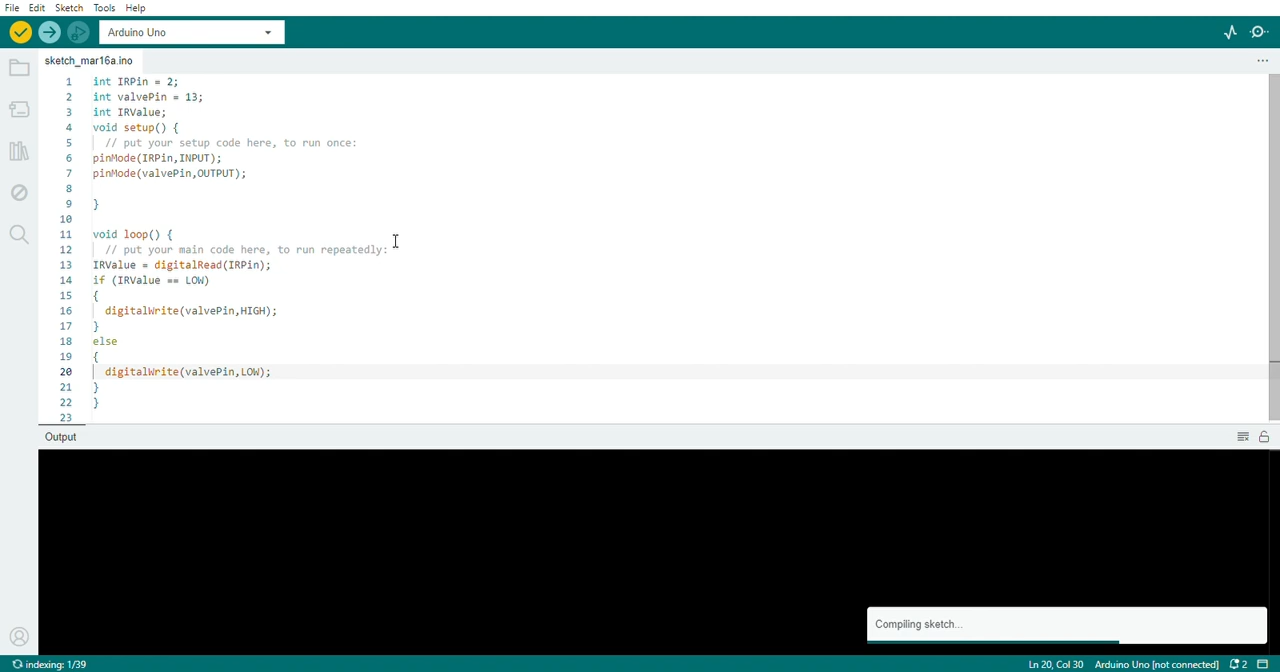 File Edit Sketch Tools Help
Arduino Uno
sketch_mar16a.ino
1 int IRPin = 2;
2 int valvePin = 13;
3 int IRValue;
4 void setup() {
5 // put your setup code here, to run once:
6 pinMode(IRPin,INPUT);
7 pinMode(valvePin,OUTPUT);
8
9 }
10
11 void loop() {
12 // put your main code here, to run repeatedly:
13 IRValue = digitalRead(IRPin);
14 if (IRValue == LOW)
15 {
16 digitalWrite(valvePin,HIGH);
17 }
18 else
19 {
20 digitalWrite(valvePin,LOW);
21 }
22 }
23
Output
Compiling sketch...
indexing: 1/39 Ln 20, Col 30 Arduino Uno [not connected] 2